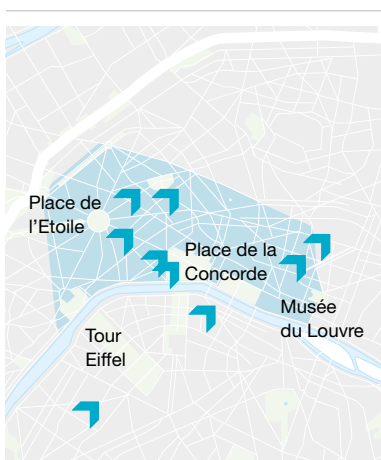 Place de
l'Etoile
Place de la
Concorde
Musée
du Louvre
Tour
Eiffel